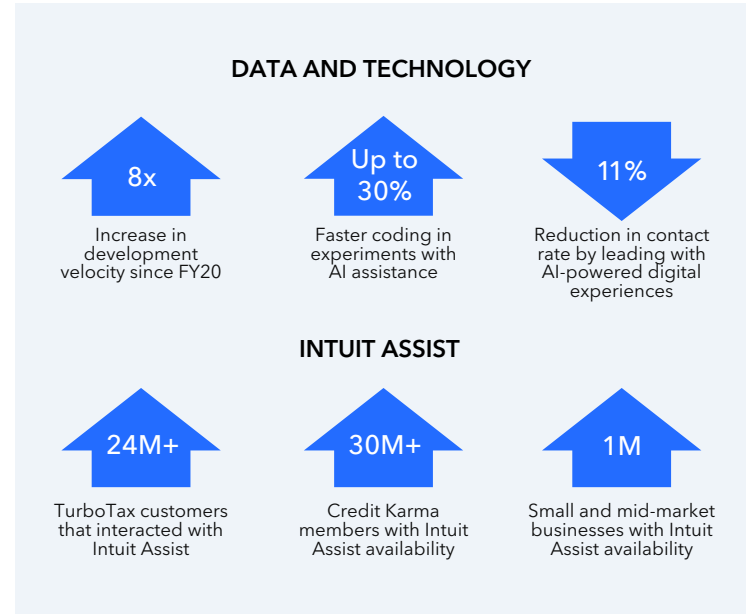 DATA AND TECHNOLOGY
8x
Up to
30%
11%
Increase in
development
velocity since FY20
Faster coding in
experiments with
AI assistance
Reduction in contact
rate by leading with
AI-powered digital
experiences
INTUIT ASSIST
24M+
30M+
1M
TurboTax customers
that interacted with
Intuit Assist
Credit Karma
members with Intuit
Assist availability
Small and mid-market
businesses with Intuit
Assist availability